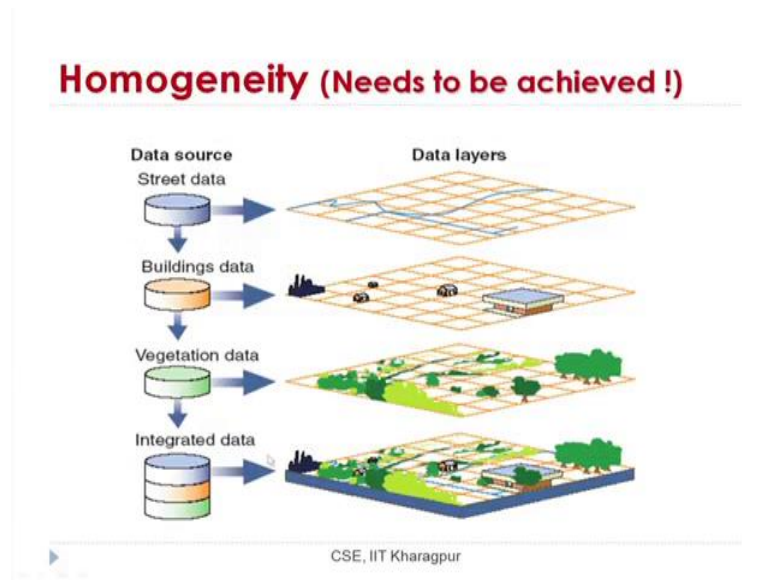 Homogeneity (Needs to be achieved !)
Data source
Data layers
Street data
Buildings data
Vegetation data
Integrated data
CSE, IIT Kharagpur